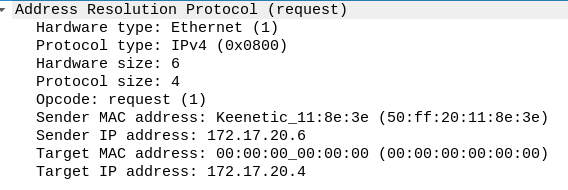 Address Resolution Protocol (request)
Hardware type: Ethernet (1)
Protocol type: IPv4 (0x0800)
Hardware size: 6
Protocol size: 4
Opcode: request (1)
Sender MAC address: Keenetic_11:8e:3e (50:ff:20:11:8e:3e)
Sender IP address: 172.17.20.6
Target MAC address: 00:00:00_00:00:00 (00:00:00:00:00:00)
Target IP address: 172.17.20.4